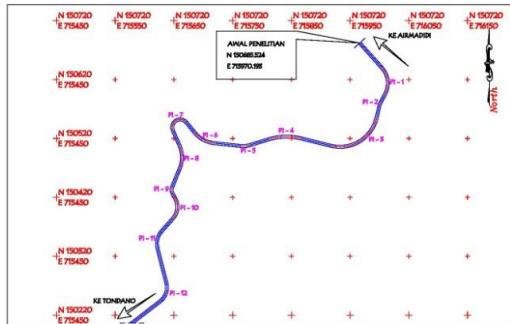 N 150720 N 150720 N 150720 N 150720 N 150720 N 150720 N 150720 N 150720
E 715450 E 715550 E 715650 E 715750 E 715850 E 715950 E 716050 E 716150
AWAL PENELITIAN
N 150685.524
E 715970.195
KE AIRMADIDI
North
N 150620
E 715450
PI-1
PI-2
N 150520
E 715450
PI-7
PI-6
PI-5
PI-4
PI-3
PI-8
N 150420
E 715450
PI-9
PI-10
N 150320
E 715450
PI-11
PI-12
KE TONDANO
N 150220
E 715450